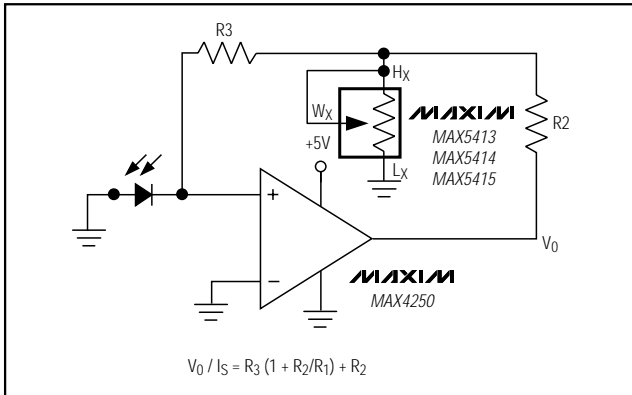 R3
HX
WX
MAXIM
MAX5413
MAX5414
MAX5415
R2
+5V
LX
+
−
V0
MAXIM
MAX4250
V0 / IS = R3 (1 + R2/R1) + R2